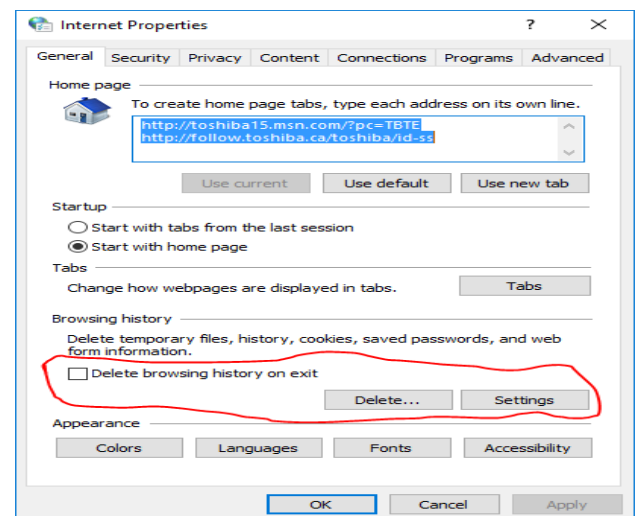 Internet Properties ? ×
General Security Privacy Content Connections Programs Advanced
Home page
To create home page tabs, type each address on its own line.
http://toshiba15.msn.com/?pc=TBTE
http://follow.toshiba.ca/toshiba/id-ss
Use current Use default Use new tab
Startup
Start with tabs from the last session
Start with home page
Tabs
Change how webpages are displayed in tabs. Tabs
Browsing history
Delete temporary files, history, cookies, saved passwords, and web
form information.
Delete browsing history on exit
Delete... Settings
Appearance
Colors Languages Fonts Accessibility
OK Cancel Apply